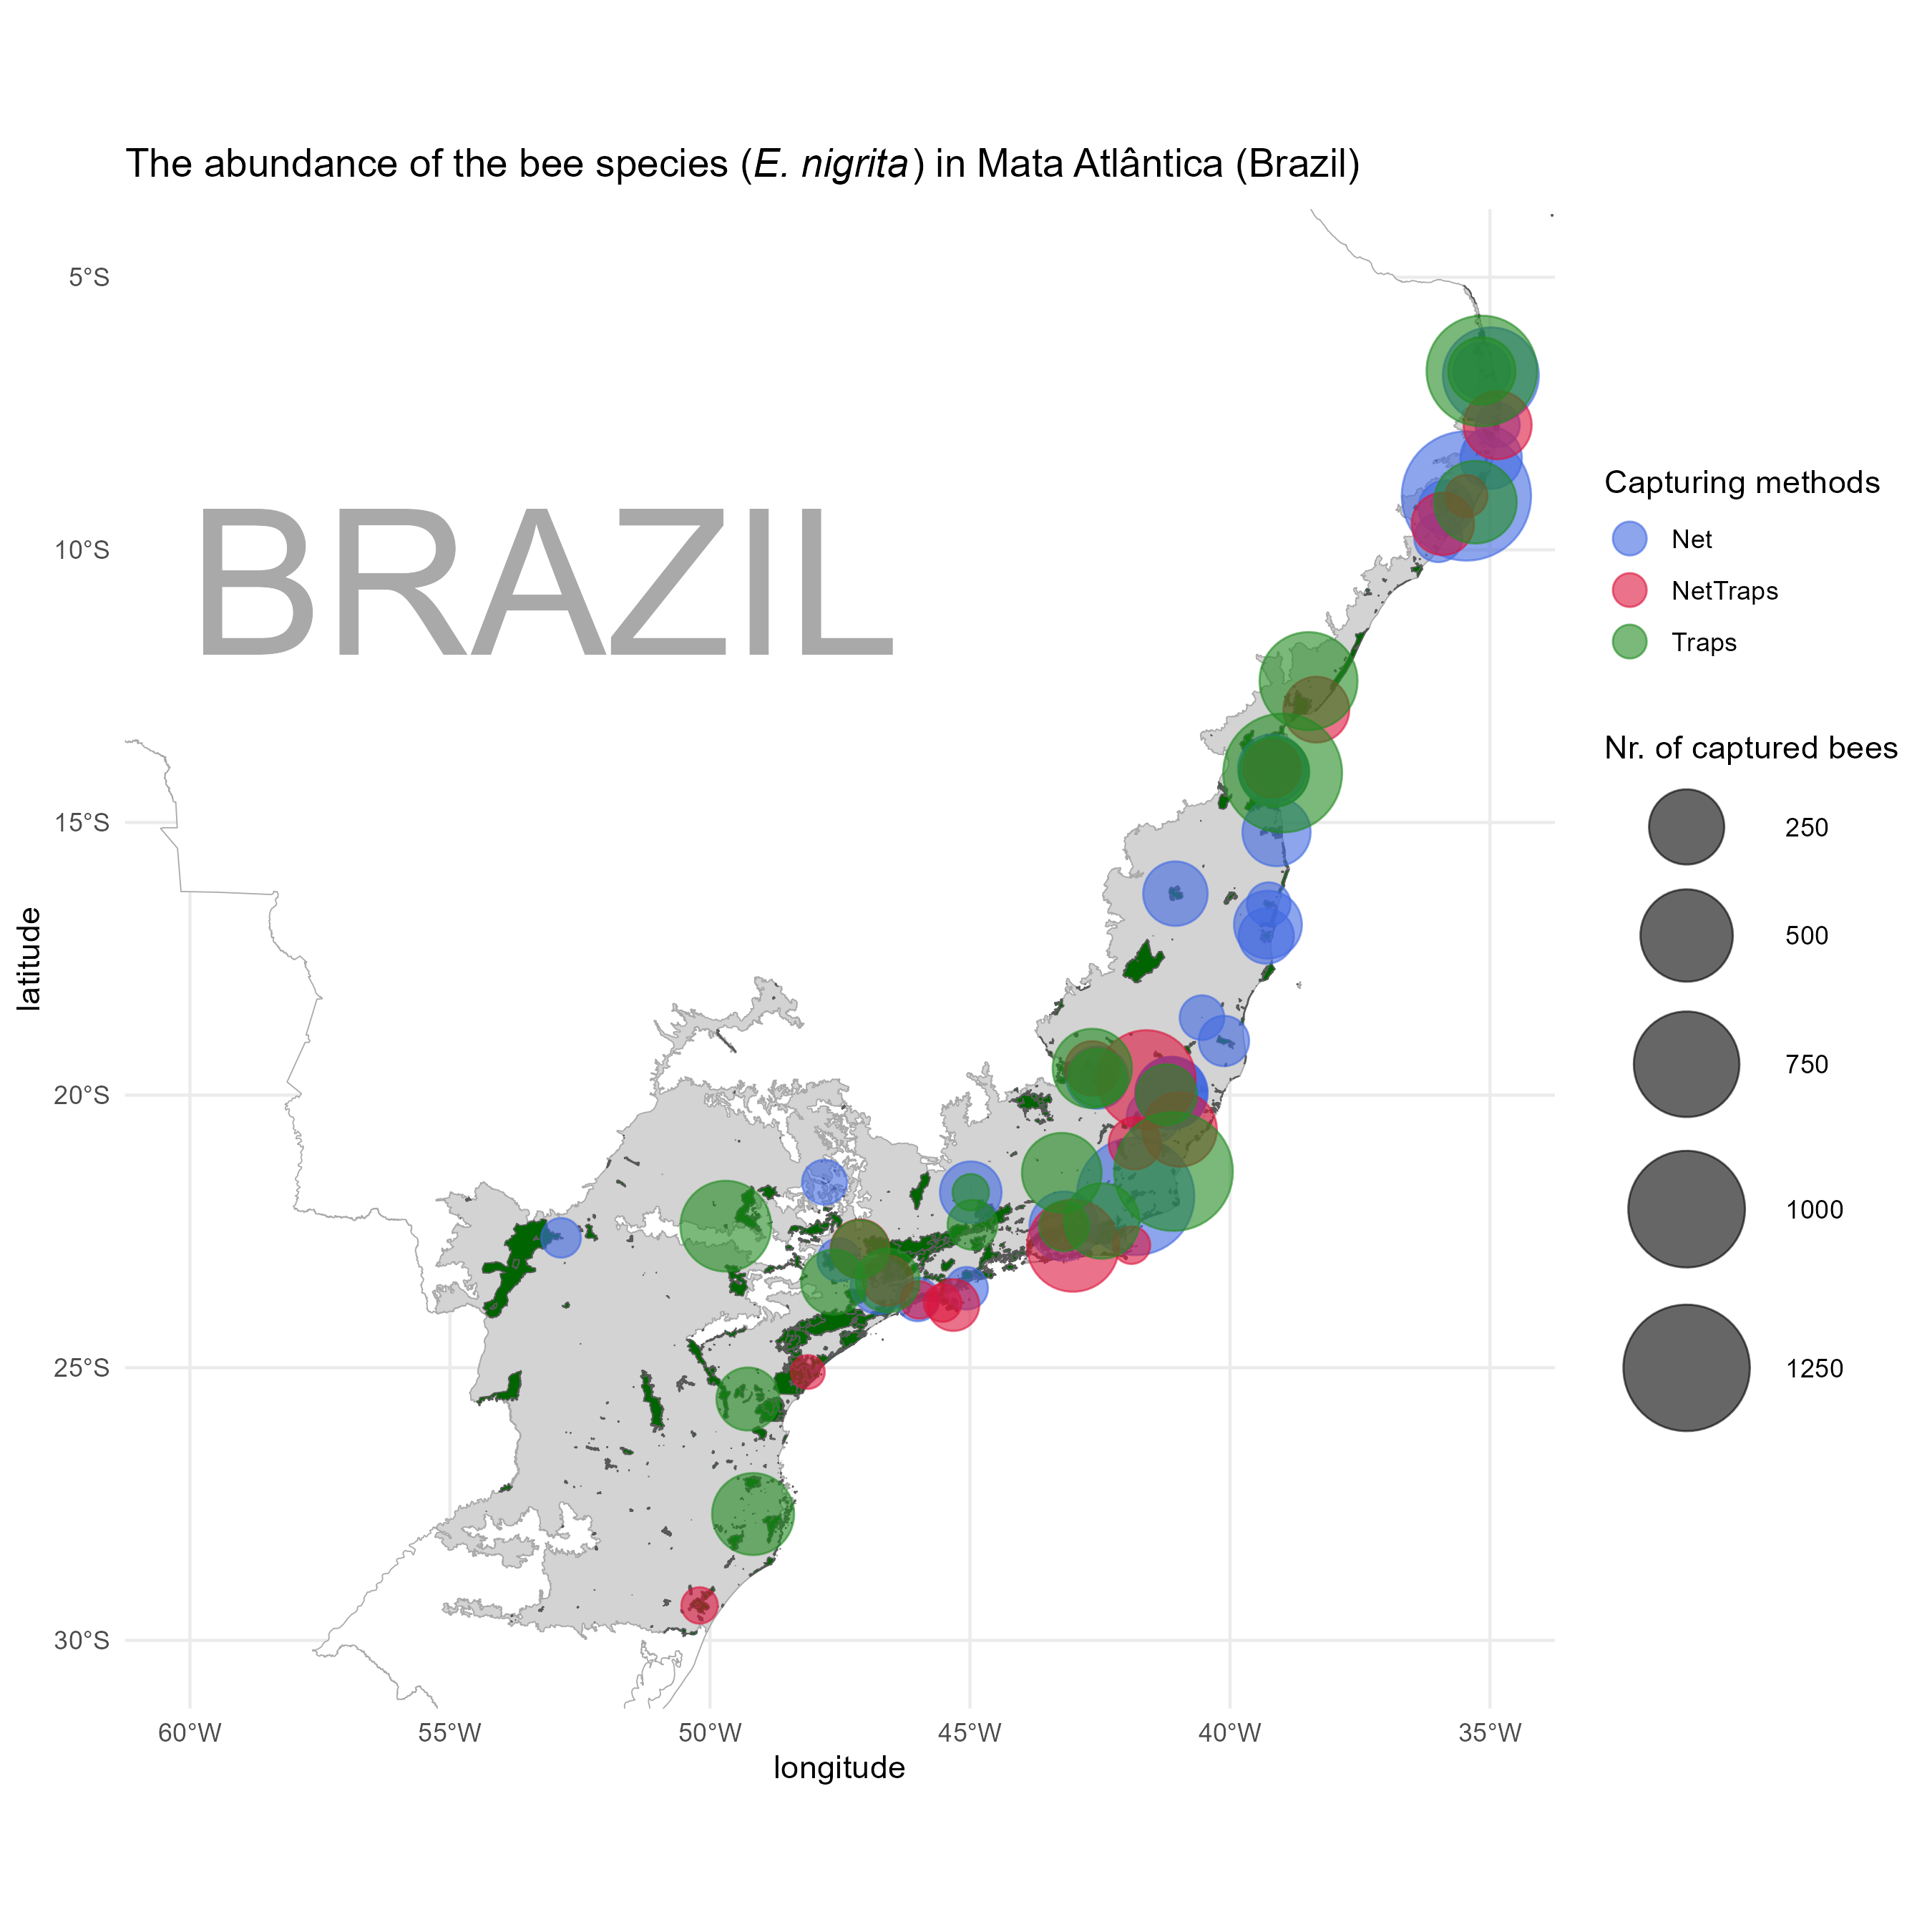 The abundance of the bee species (E. nigrita) in Mata Atlântica (Brazil)
5°S
10°S
15°S
20°S
25°S
30°S
latitude
BRAZIL
60°W
55°W
50°W
45°W
40°W
35°W
longitude
Capturing methods
Net
NetTraps
Traps
Nr. of captured bees
250
500
750
1000
1250